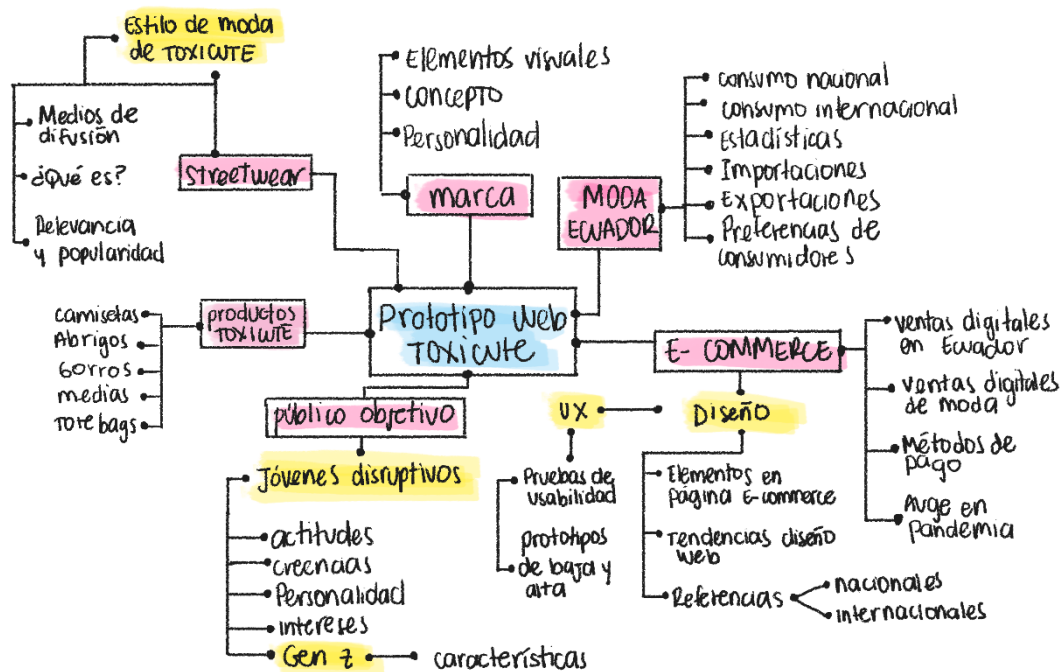 Estilo de moda
de TOXICUTE
Medios de
difusión
¿Qué es?
Relevancia
y popularidad
streetwear
Elementos visuales
concepto
Personalidad
marca
MODA
ECUADOR
consumo nacional
consumo internacional
Estadísticas
Importaciones
Exportaciones
Preferencias de
consumidores
Prototipo Web
TOXICUTE
productos
TOXICUTE
camisetas
Abrigos
Gorros
medias
Tote bags
público objetivo
Jóvenes disruptivos
actitudes
creencias
Personalidad
intereses
Gen Z
características
E-COMMERCE
ventas digitales
en Ecuador
ventas digitales
de moda
Métodos de
pago
Auge en
pandemia
Diseño
UX
Pruebas de
usabilidad
prototipos
de baja y
alta
Elementos en
página E-commerce
Tendencias diseño
web
Referencias
nacionales
internacionales